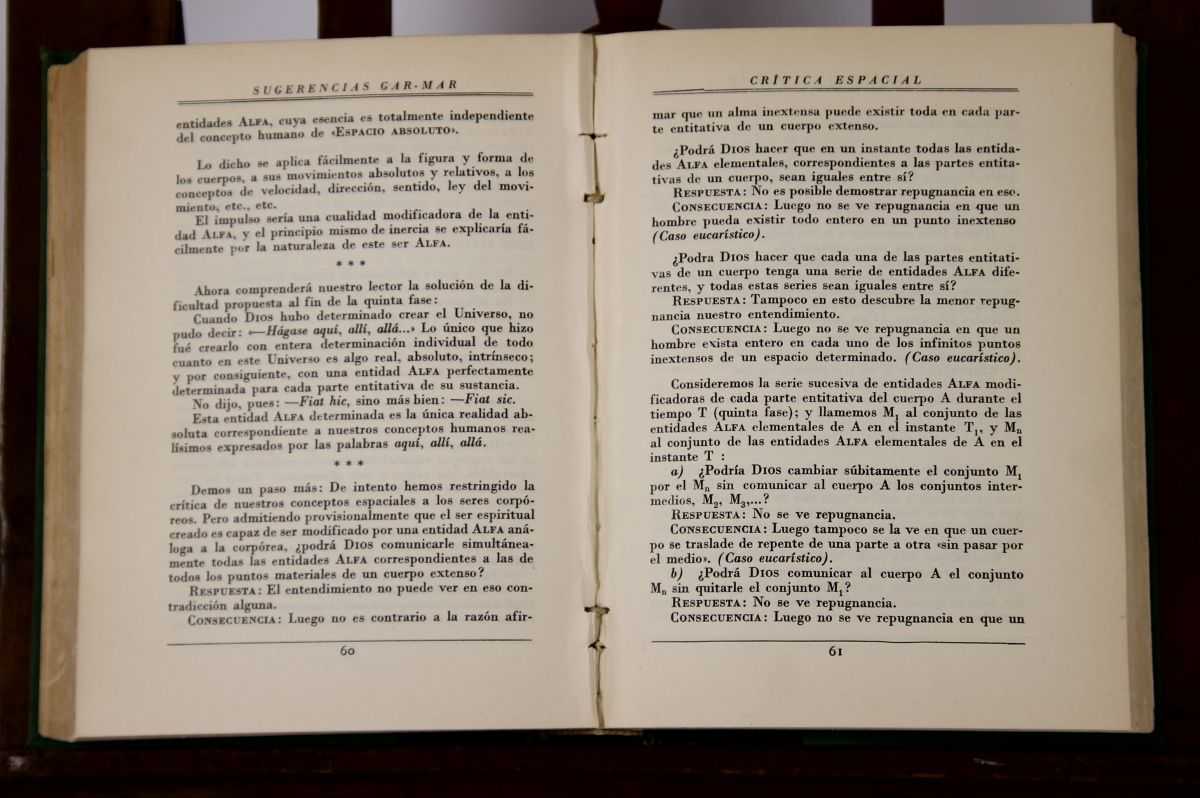 SUGERENCIAS GAR-MAR
entidades ALFA, cuya esencia es totalmente independiente
del concepto humano de «ESPACIO ABSOLUTO».
Lo dicho se aplica fácilmente a la figura y forma de
los cuerpos, a sus movimientos absolutos y relativos, a los
conceptos de velocidad, dirección, sentido, ley del movi-
miento, etc., etc.
El impulso sería una cualidad modificadora de la enti-
dad ALFA, y el principio mismo de inercia se explicaría fá-
cilmente por la naturaleza de este ser ALFA.
* * *
Ahora comprenderá nuestro lector la solución de la di-
ficultad propuesta al fin de la quinta fase:
Cuando DIOS hubo determinado crear el Universo, no
pudo decir: «—Hágase aquí, allí, allá...» Lo único que hizo
fué crearlo con entera determinación individual de todo
cuanto en este Universo es algo real, absoluto, intrínseco;
y por consiguiente, con una entidad ALFA perfectamente
determinada para cada parte entitativa de su sustancia.
No dijo, pues: —Fiat hic, sino más bien: —Fiat sic.
Esta entidad ALFA determinada es la única realidad ab-
soluta correspondiente a nuestros conceptos humanos rea-
lísimos expresados por las palabras aquí, allí, allá.
* * *
Demos un paso más: De intento hemos restringido la
crítica de nuestros conceptos espaciales a los seres corpó-
reos. Pero admitiendo provisionalmente que el ser espiritual
creado es capaz de ser modificado por una entidad ALFA aná-
loga a la corpórea, ¿podrá DIOS comunicarle simultánea-
mente todas las entidades ALFA correspondientes a las de
todos los puntos materiales de un cuerpo extenso?
RESPUESTA: El entendimiento no puede ver en eso con-
tradicción alguna.
CONSECUENCIA: Luego no es contrario a la razón afir-
60
CRÍTICA ESPACIAL
mar que un alma inextensa puede existir toda en cada par-
te entitativa de un cuerpo extenso.
¿Podrá DIOS hacer que en un instante todas las entida-
des ALFA elementales, correspondientes a las partes entita-
tivas de un cuerpo, sean iguales entre sí?
RESPUESTA: No es posible demostrar repugnancia en eso.
CONSECUENCIA: Luego no se ve repugnancia en que un
hombre pueda existir todo entero en un punto inextenso
(Caso eucarístico).
¿Podra DIOS hacer que cada una de las partes entitati-
vas de un cuerpo tenga una serie de entidades ALFA dife-
rentes, y todas estas series sean iguales entre sí?
RESPUESTA: Tampoco en esto descubre la menor repug-
nancia nuestro entendimiento.
CONSECUENCIA: Luego no se ve repugnancia en que un
hombre exista entero en cada uno de los infinitos puntos
inextensos de un espacio determinado. (Caso eucarístico).
Consideremos la serie sucesiva de entidades ALFA modi-
ficadoras de cada parte entitativa del cuerpo A durante el
tiempo T (quinta fase); y llamemos M₁ al conjunto de las
entidades ALFA elementales de A en el instante T₁, y Mₙ
al conjunto de las entidades ALFA elementales de A en el
instante T :
a) ¿Podría DIOS cambiar súbitamente el conjunto M₁
por el Mₙ sin comunicar al cuerpo A los conjuntos inter-
medios, M₂, M₃,...?
RESPUESTA: No se ve repugnancia.
CONSECUENCIA: Luego tampoco se la ve en que un cuer-
po se traslade de repente de una parte a otra «sin pasar por
el medio». (Caso eucarístico).
b) ¿Podrá DIOS comunicar al cuerpo A el conjunto
Mₙ sin quitarle el conjunto M₁?
RESPUESTA: No se ve repugnancia.
CONSECUENCIA: Luego no se ve repugnancia en que un
61